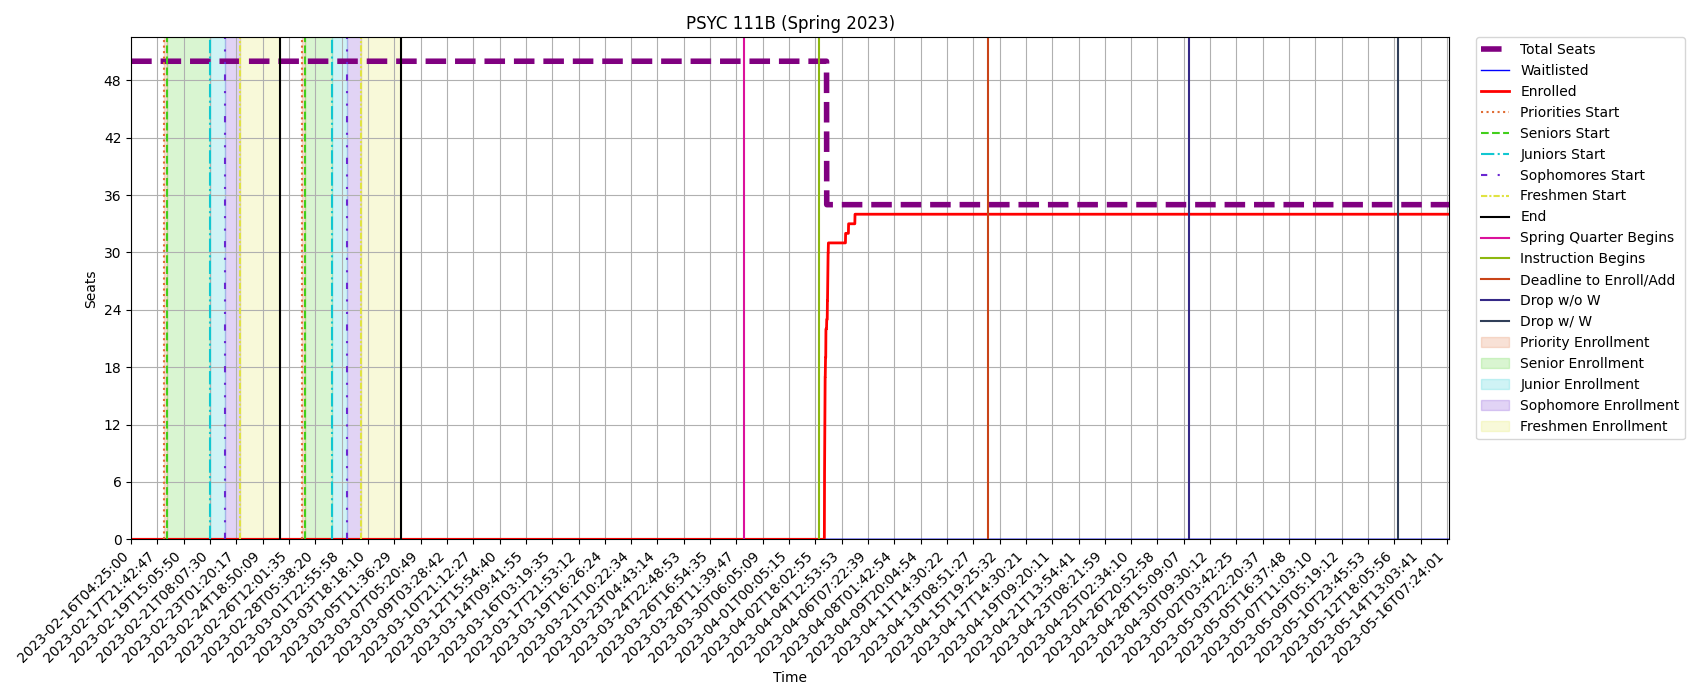 PSYC 111B (Spring 2023)
Seats
48
42
36
30
24
18
12
6
0
2023-02-16T04:25:00
2023-02-17T21:42:47
2023-02-19T15:05:50
2023-02-21T08:07:30
2023-02-23T01:20:17
2023-02-24T18:50:09
2023-02-26T12:01:35
2023-02-28T05:38:20
2023-03-01T22:55:58
2023-03-03T18:18:10
2023-03-05T11:36:29
2023-03-07T05:20:49
2023-03-09T03:28:42
2023-03-10T21:12:27
2023-03-12T15:54:40
2023-03-14T09:41:55
2023-03-16T03:19:35
2023-03-17T21:53:12
2023-03-19T16:26:24
2023-03-21T10:22:34
2023-03-23T04:43:14
2023-03-24T22:48:53
2023-03-26T16:54:35
2023-03-28T11:39:47
2023-03-30T06:05:09
2023-04-01T00:05:15
2023-04-02T18:02:55
2023-04-04T12:53:53
2023-04-06T07:22:39
2023-04-08T01:42:54
2023-04-09T20:04:54
2023-04-11T14:30:22
2023-04-13T08:51:27
2023-04-15T19:25:32
2023-04-17T14:30:21
2023-04-19T09:20:11
2023-04-21T13:54:41
2023-04-23T08:21:59
2023-04-25T02:34:10
2023-04-26T20:52:58
2023-04-28T15:09:07
2023-04-30T09:30:12
2023-05-02T03:42:25
2023-05-03T22:20:37
2023-05-05T16:37:48
2023-05-07T11:03:10
2023-05-09T05:19:12
2023-05-10T23:45:53
2023-05-12T18:05:56
2023-05-14T13:03:41
2023-05-16T07:24:01
Time
Total Seats
Waitlisted
Enrolled
Priorities Start
Seniors Start
Juniors Start
Sophomores Start
Freshmen Start
End
Spring Quarter Begins
Instruction Begins
Deadline to Enroll/Add
Drop w/o W
Drop w/ W
Priority Enrollment
Senior Enrollment
Junior Enrollment
Sophomore Enrollment
Freshmen Enrollment